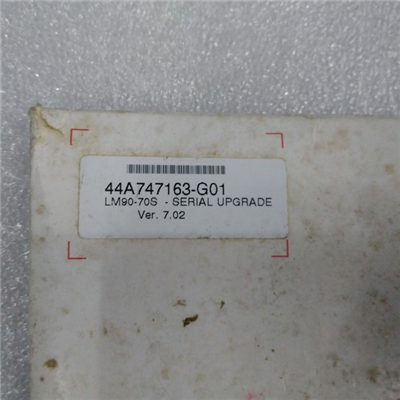 44A747163-G01
LM90-70S - SERIAL UPGRADE
Ver. 7.02